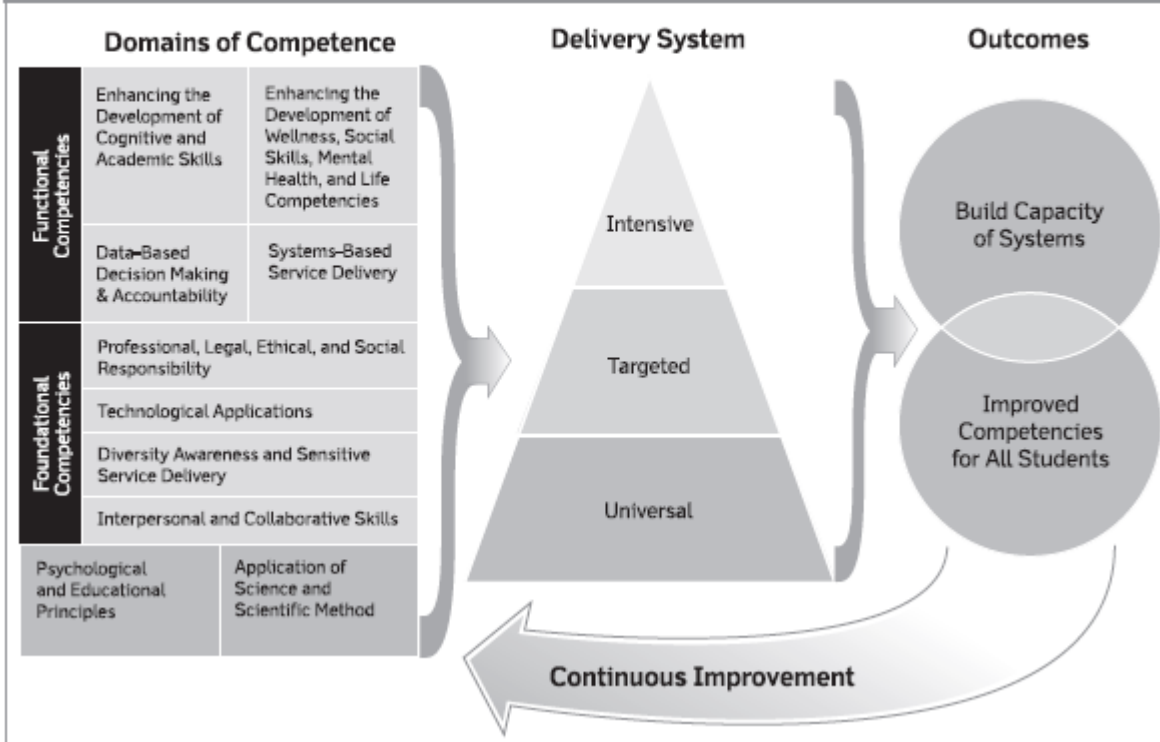 Domains of Competence
Functional
Competencies
Enhancing the
Development of
Cognitive and
Academic Skills
Enhancing the
Development of
Wellness, Social
Skills, Mental
Health, and Life
Competencies
Data-Based
Decision Making
& Accountability
Systems-Based
Service Delivery
Foundational
Competencies
Professional, Legal, Ethical, and Social
Responsibility
Technological Applications
Diversity Awareness and Sensitive
Service Delivery
Interpersonal and Collaborative Skills
Psychological
and Educational
Principles
Application of
Science and
Scientific Method
Delivery System
Intensive
Targeted
Universal
Outcomes
Build Capacity
of Systems
Improved
Competencies
for All Students
Continuous Improvement